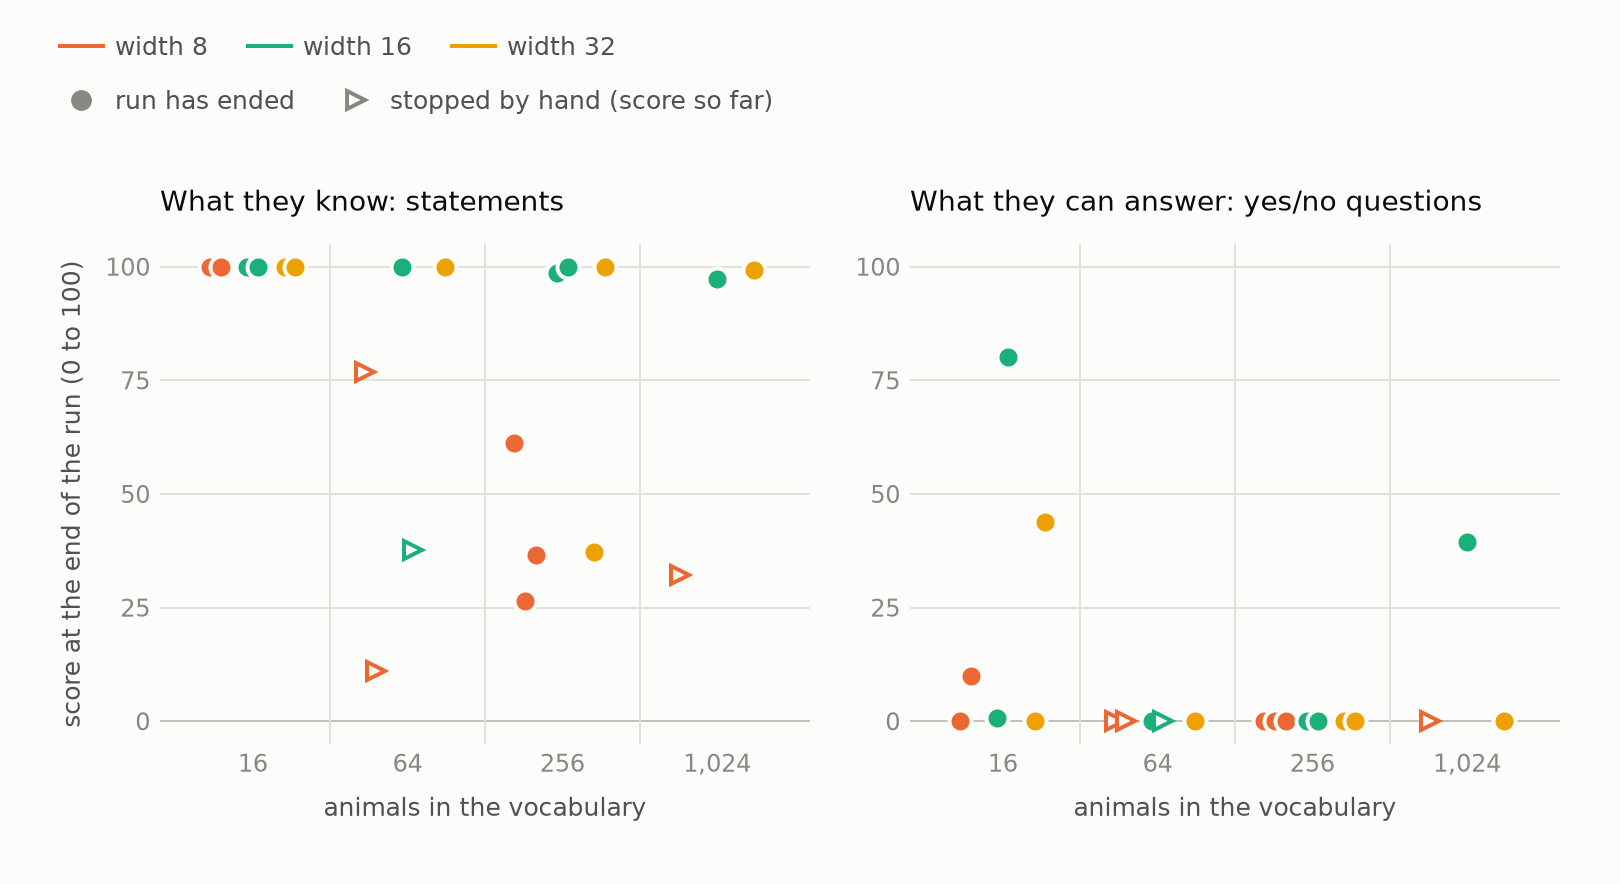 width 8 width 16 width 32
run has ended stopped by hand (score so far)
What they know: statements
score at the end of the run (0 to 100)
100
75
50
25
0
16 64 256 1,024
animals in the vocabulary
What they can answer: yes/no questions
100
75
50
25
0
16 64 256 1,024
animals in the vocabulary